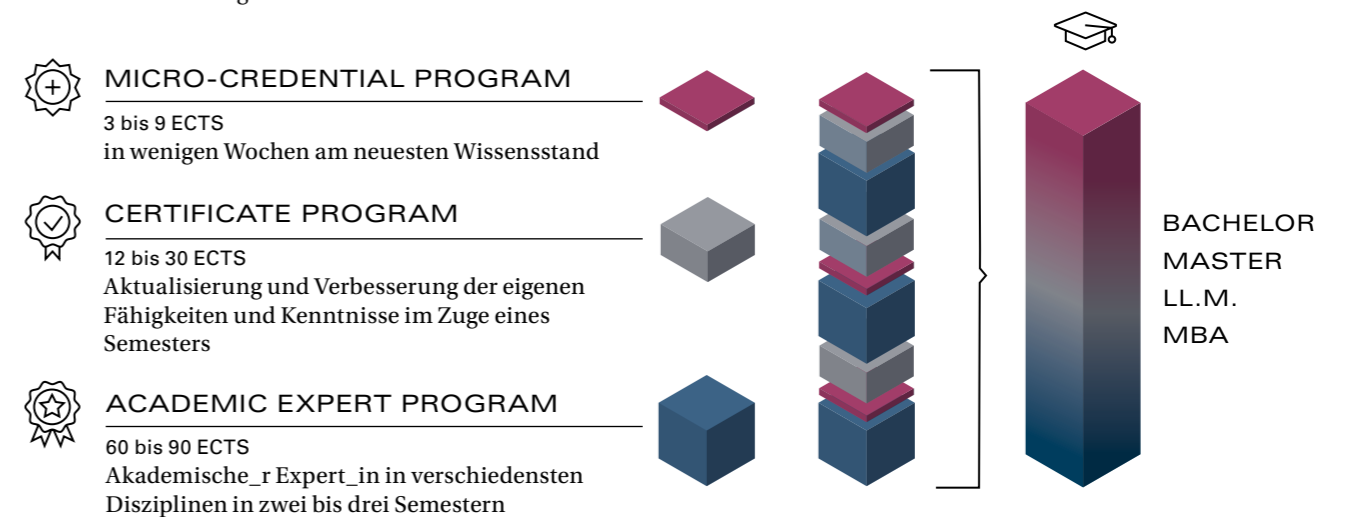 MICRO-CREDENTIAL PROGRAM
3 bis 9 ECTS
in wenigen Wochen am neuesten Wissensstand
CERTIFICATE PROGRAM
12 bis 30 ECTS
Aktualisierung und Verbesserung der eigenen
Fähigkeiten und Kenntnisse im Zuge eines
Semesters
ACADEMIC EXPERT PROGRAM
60 bis 90 ECTS
Akademische_r Expert_in in verschiedensten
Disziplinen in zwei bis drei Semestern
BACHELOR
MASTER
LL.M.
MBA